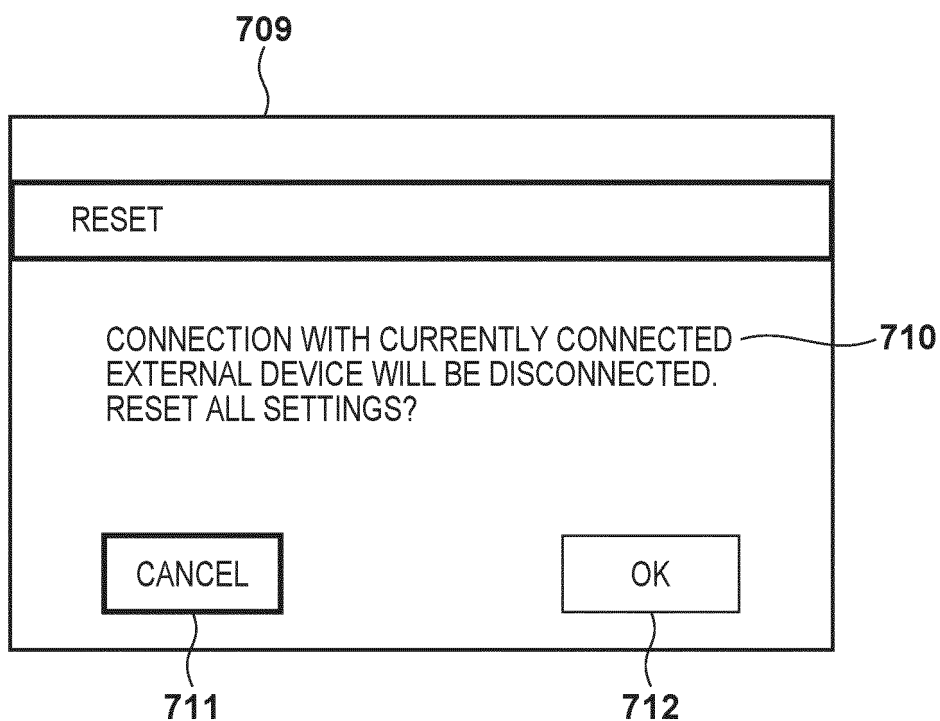 709
RESET
CONNECTION WITH CURRENTLY CONNECTED
710
EXTERNAL DEVICE WILL BE DISCONNECTED.
RESET ALL SETTINGS?
CANCEL
OK
711
712